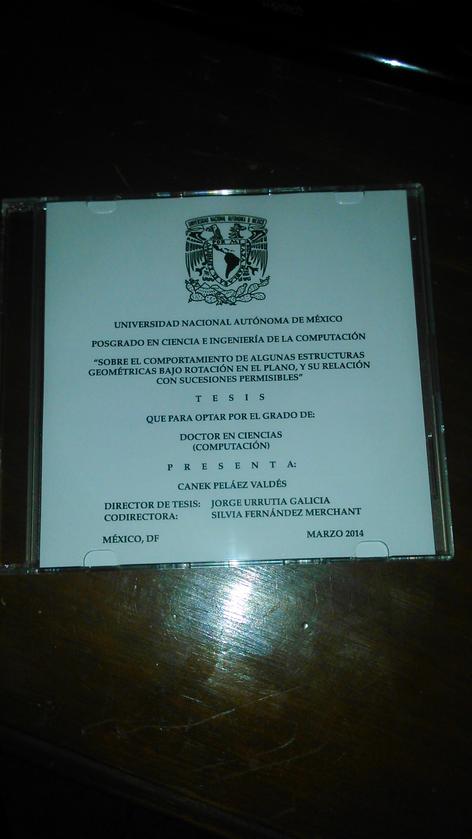 UNIVERSIDAD NACIONAL AUTÓNOMA DE MÉXICO
POSGRADO EN CIENCIA E INGENIERÍA DE LA COMPUTACIÓN
“SOBRE EL COMPORTAMIENTO DE ALGUNAS ESTRUCTURAS
GEOMÉTRICAS BAJO ROTACIÓN EN EL PLANO, Y SU RELACIÓN
CON SUCESIONES PERMISIBLES”
T E S I S
QUE PARA OPTAR POR EL GRADO DE:
DOCTOR EN CIENCIAS
(COMPUTACIÓN)
P R E S E N T A:
CANEK PELÁEZ VALDÉS
DIRECTOR DE TESIS: JORGE URRUTIA GALICIA
CODIRECTORA: SILVIA FERNÁNDEZ MERCHANT
MÉXICO, DF MARZO 2014